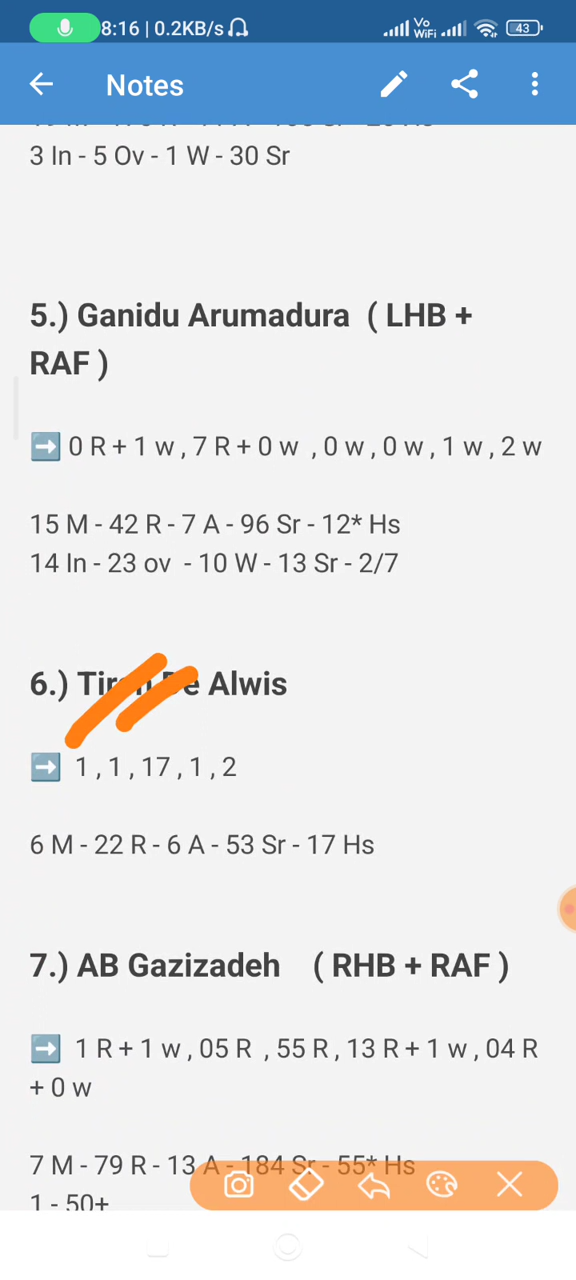 8:16 | 0.2KB/s
Vo
WiFi
43
Notes
3 In - 5 Ov - 1 W - 30 Sr
5.) Ganidu Arumadura ( LHB +
RAF )
➡️ 0 R + 1 w , 7 R + 0 w , 0 w , 0 w , 1 w , 2 w
15 M - 42 R - 7 A - 96 Sr - 12* Hs
14 In - 23 ov - 10 W - 13 Sr - 2/7
6.) De Alwis
➡️ 1 , 1 , 17 , 1 , 2
6 M - 22 R - 6 A - 53 Sr - 17 Hs
7.) AB Gazizadeh ( RHB + RAF )
➡️ 1 R + 1 w , 05 R , 55 R , 13 R + 1 w , 04 R
+ 0 w
7 M - 79 R - 13 A - 184 Sr - 55* Hs
1 - 50+